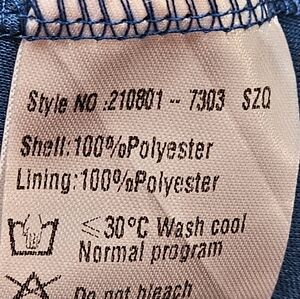 Style NO :210801 -- 7303 SZQ
Shell:100%Polyester
Lining:100%Polyester
≤30°C Wash cool
Normal program
Do not bleach